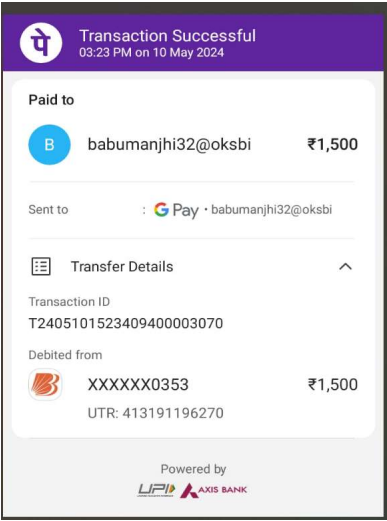 पे
Transaction Successful
03:23 PM on 10 May 2024
Paid to
B babumanjhi32@oksbi ₹1,500
Sent to : G Pay • babumanjhi32@oksbi
Transfer Details
Transaction ID
T2405101523409400003070
Debited from
XXXXXX0353 ₹1,500
UTR: 413191196270
Powered by
UPI AXIS BANK